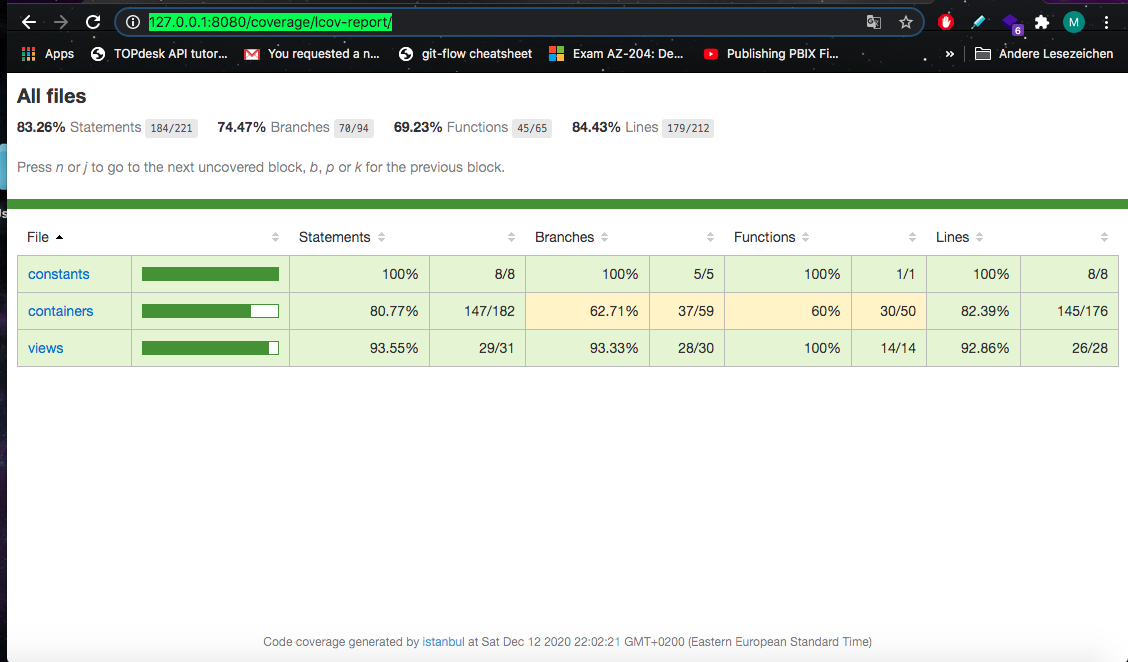 127.0.0.1:8080/coverage/lcov-report/
M
Apps TOPdesk API tutor... You requested a n... git-flow cheatsheet Exam AZ-204: De... Publishing PBIX Fi... » Andere Lesezeichen
6
All files
83.26% Statements 184/221 74.47% Branches 70/94 69.23% Functions 45/65 84.43% Lines 179/212
Press n or j to go to the next uncovered block, b, p or k for the previous block.
File Statements Branches Functions Lines
constants 100% 8/8 100% 5/5 100% 1/1 100% 8/8
containers 80.77% 147/182 62.71% 37/59 60% 30/50 82.39% 145/176
views 93.55% 29/31 93.33% 28/30 100% 14/14 92.86% 26/28
Code coverage generated by istanbul at Sat Dec 12 2020 22:02:21 GMT+0200 (Eastern European Standard Time)